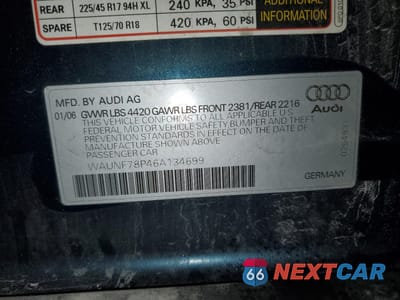 REAR 225/45 R17 94H XL 240 KPA, 35 PSI
SPARE T125/70 R18 420 KPA, 60 PSI
ADDITIONAL
INFORMATION
MFD. BY AUDI AG
01/06 GWVR LBS 4420 GAWR LBS FRONT 2381/REAR 2216
THIS VEHICLE CONFORMS TO ALL APPLICABLE
FEDERAL MOTOR VEHICLE SAFETY, BUMPER AND
THEFT PREVENTION STANDARDS IN EFFECT ON THE DATE OF
MANUFACTURE SHOWN ABOVE
PASSENGER CAR
WAUNF78P46A134699
Audi
GERMANY
66 NEXTCAR